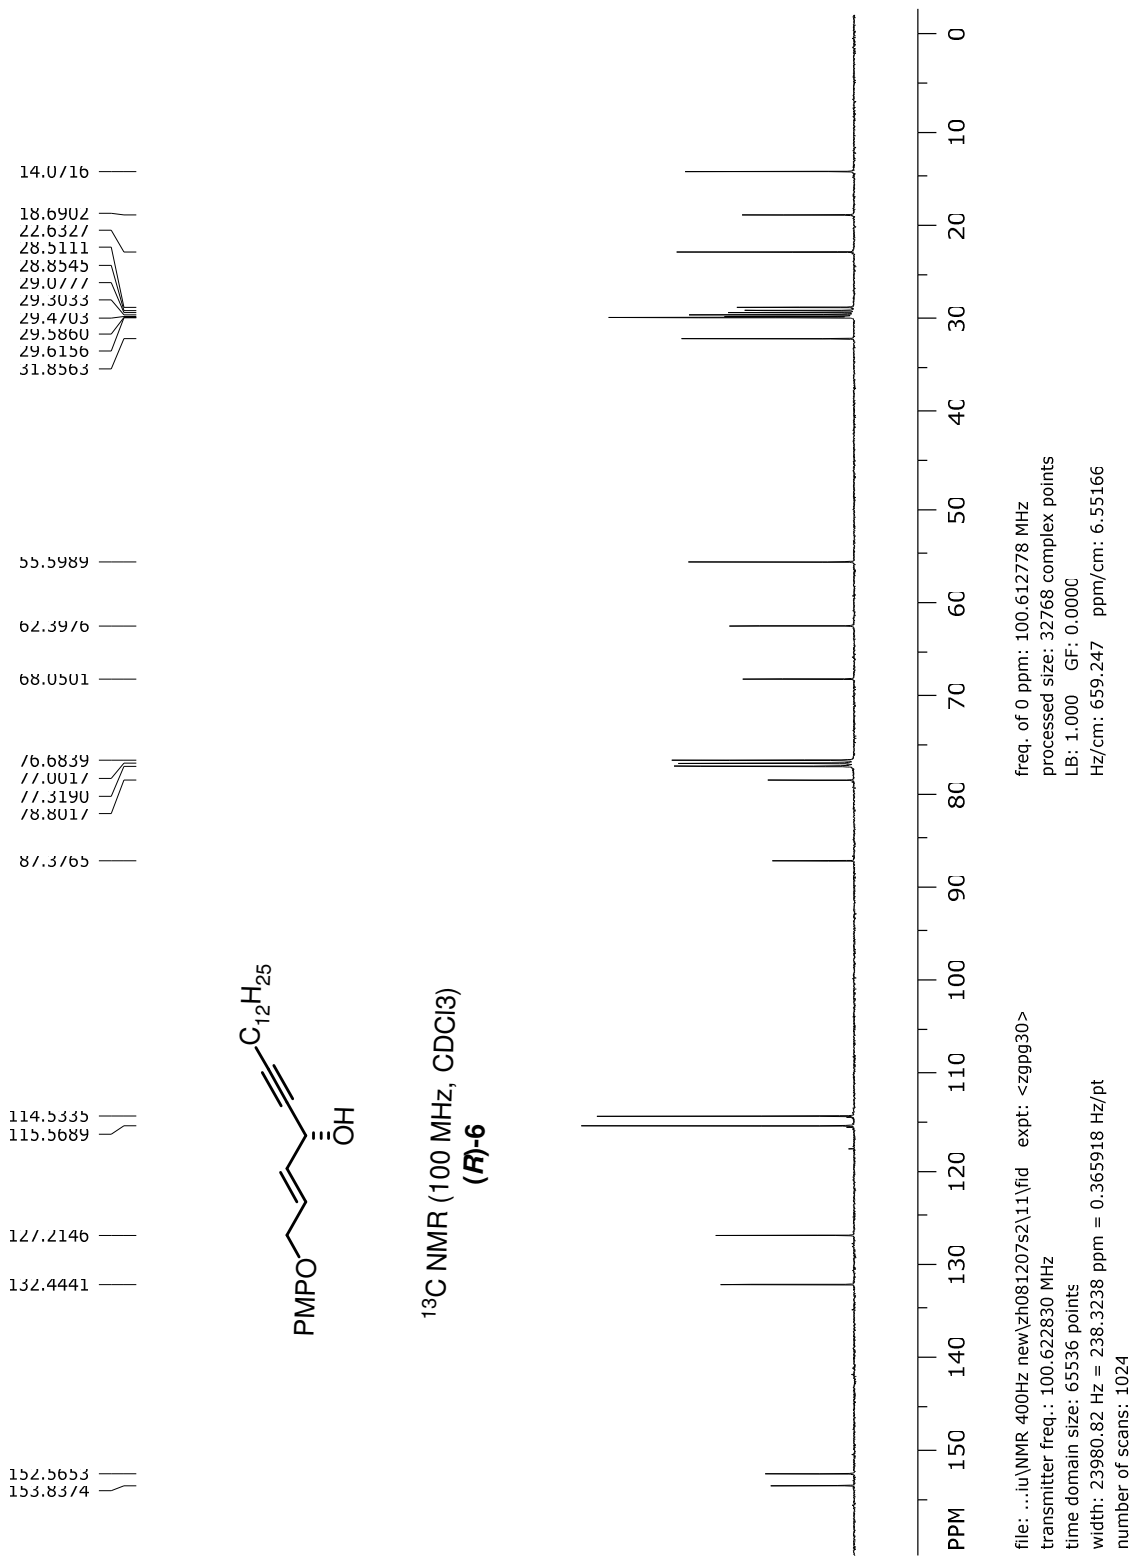 14.0716
18.6902
22.6327
28.5111
28.8545
29.0777
29.3033
29.4703
29.5860
29.6156
31.8563
55.5989
62.3976
68.0501
76.6839
77.0017
77.3190
78.8017
87.3765
114.5335
115.5689
127.2146
132.4441
152.5653
153.8374
PMPO
OH
C12H25
13C NMR (100 MHz, CDCl3)
(R)-6
PPM 150 140 130 120 110 100 90 80 70 60 50 40 30 20 10 0
file: ...iu\NMR 400Hz new\zh081207s2\11\fid expt: <zgpg30>
transmitter freq.: 100.622830 MHz
time domain size: 65536 points
width: 23980.82 Hz = 238.3238 ppm = 0.365918 Hz/pt
number of scans: 1024
freq. of 0 ppm: 100.612778 MHz
processed size: 32768 complex points
LB: 1.000 GF: 0.0000
Hz/cm: 659.247 ppm/cm: 6.55166